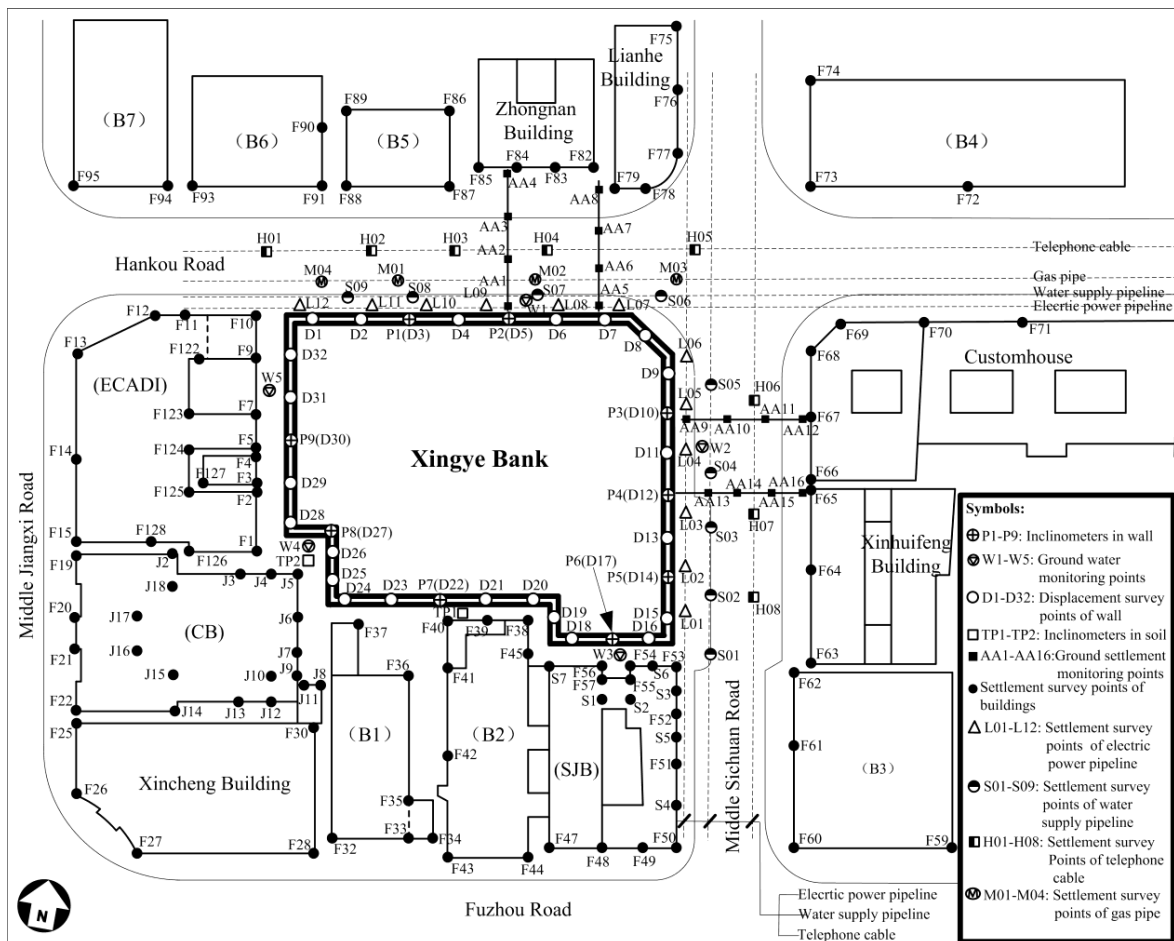 F75
Lianhe
Building
F74
F89
F86
F76
Zhongnan
Building
（B7）
F90
（B6）
（B5）
（B4）
F77
F84
F82
F95
F94
F93
F91
F88
F87
F85
AA4
F83
F79
F78
AA8
F73
F72
AA3
AA7
H01
H02
H03
AA2
H04
H05
Telephone cable
Hankou Road
AA6
M04
M01
AA1
M02
M03
Gas pipe
S09
S08
L09
S07
AA5
S06
Water supply pipeline
L12
L11
L10
W1
L08
L07
Elecrtic power pipeline
F12
F11
F10
D1
D2
P1(D3)
D4
P2(D5)
D6
D7
F69
F70
F71
D8
F13
F122
F9
D32
L06
F68
Customhouse
D9
(ECADI)
W5
S05
H06
D31
L05
F123
F7
P3(D10)
AA11
F67
AA9
AA10
AA12
F5
P9(D30)
Xingye Bank
W2
F14
F124
F4
D11
L04
S04
F127
F3
D29
P4(D12)
AA14
AA16
F66
F125
F2
AA13
AA15
F65
Symbols:
P1-P9: Inclinometers in wall
W1-W5: Ground water
monitoring points
D1-D32: Displacement survey
points of wall
TP1-TP2: Inclinometers in soil
AA1-AA16:Ground settlement
monitoring points
Settlement survey points of
buildings
L01-L12: Settlement survey
points of electric
power pipeline
S01-S09: Settlement survey
points of water
supply pipeline
H01-H08: Settlement survey
Points of telephone
cable
M01-M04: Settlement survey
points of gas pipe
D28
L03
H07
F15
F128
P8(D27)
D13
S03
Xinhuifeng
Building
F126
F1
W4
D26
F19
J2
TP2
P6(D17)
J3
J4
J5
D25
P5(D14)
L02
F64
J18
D24
D23
P7(D22)
D21
D20
S02
H08
Middle Jiangxi Road
F20
J17
J6
TP1
D19
D15
L01
(CB)
F37
F40
F39
F38
D18
D16
F21
J16
J7
F45
W3
F54
F53
S01
F63
J9
J8
F36
F41
S7
F56
S6
F62
J15
J10
F57
F55
S3
F22
J14
J13
J12
J11
S1
S2
F25
F30
F52
(B1)
(B2)
S5
F61
Xincheng Building
F42
(SJB)
F51
（B3）
F26
F35
S4
Middle Sichuan Road
F27
F28
F32
F33
F34
F43
F44
F47
F48
F49
F50
F60
F59
Elecrtic power pipeline
Fuzhou Road
Water supply pipeline
Telephone cable
N